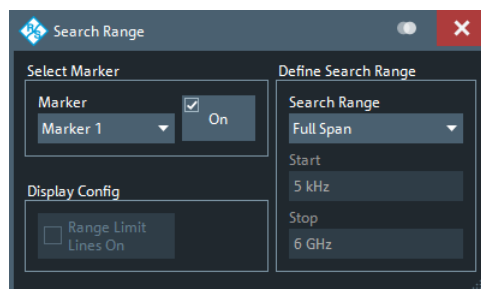 R&S Search Range
Select Marker
Marker
Marker 1
On
Define Search Range
Search Range
Full Span
Start
5 kHz
Stop
6 GHz
Display Config
Range Limit
Lines On